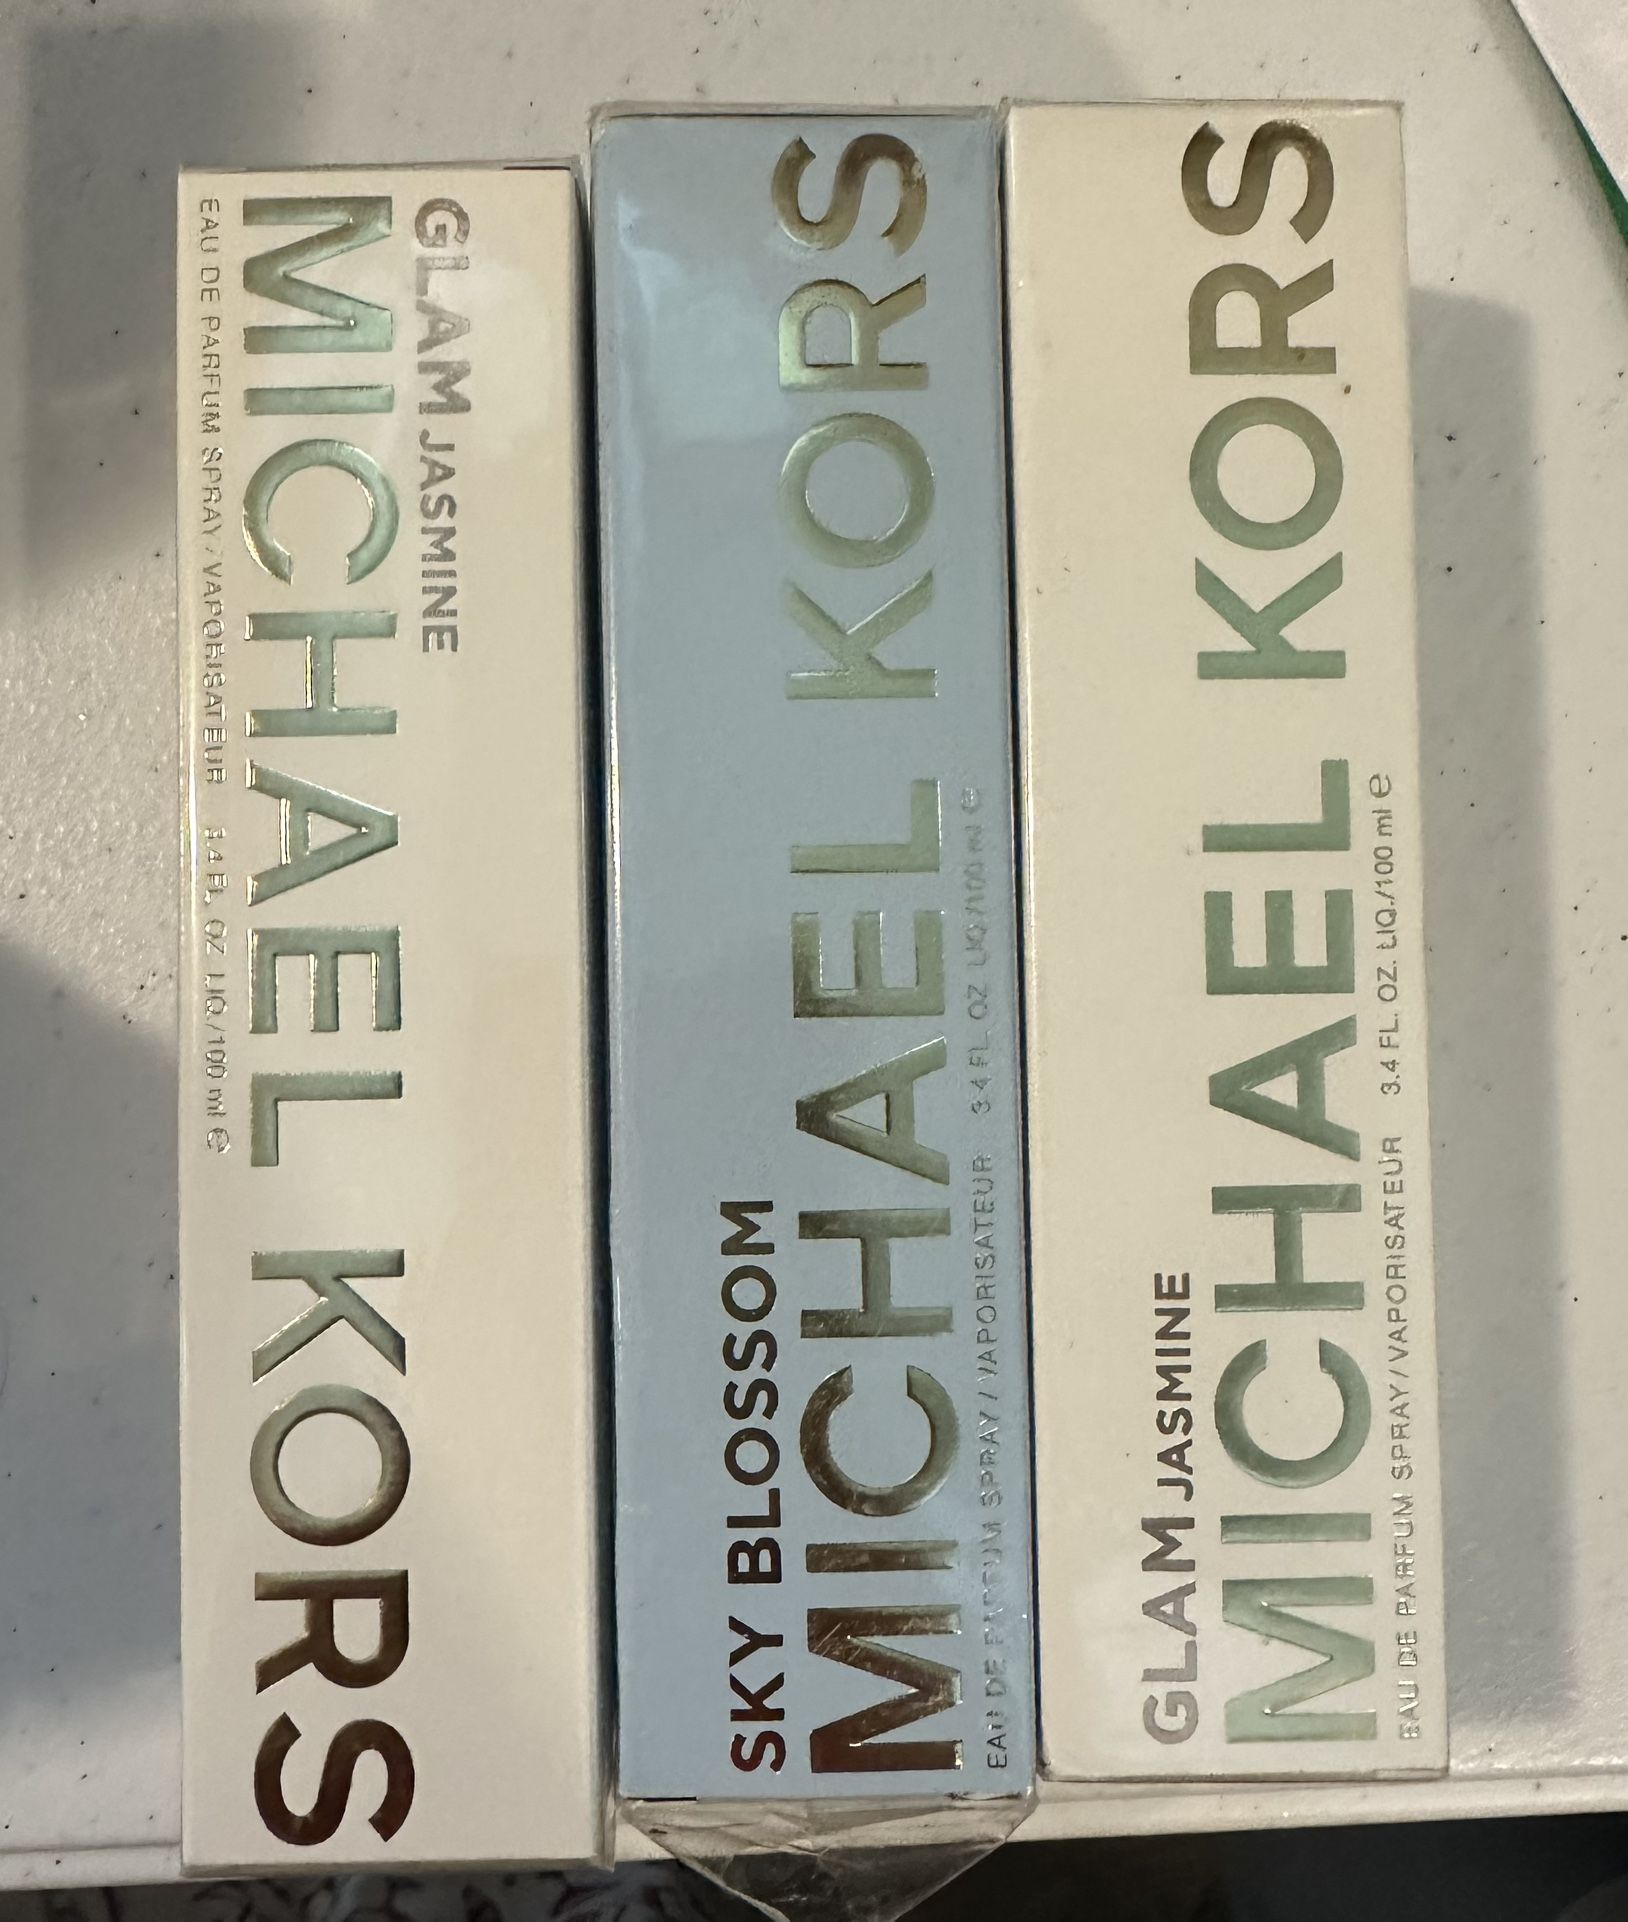 GLAM JASMINE
MICHAEL KORS
EAU DE PARFUM SPRAY / VAPORISATEUR 3.4 FL. OZ. LIQ./100 ml e
SKY BLOSSOM
MICHAEL KORS
EAU DE PARFUM SPRAY / VAPORISATEUR 3.4 FL. OZ. LIQ./100 ml e
GLAM JASMINE
MICHAEL KORS
EAU DE PARFUM SPRAY/VAPORISATEUR 3.4 FL. OZ. LIQ./100 ml e